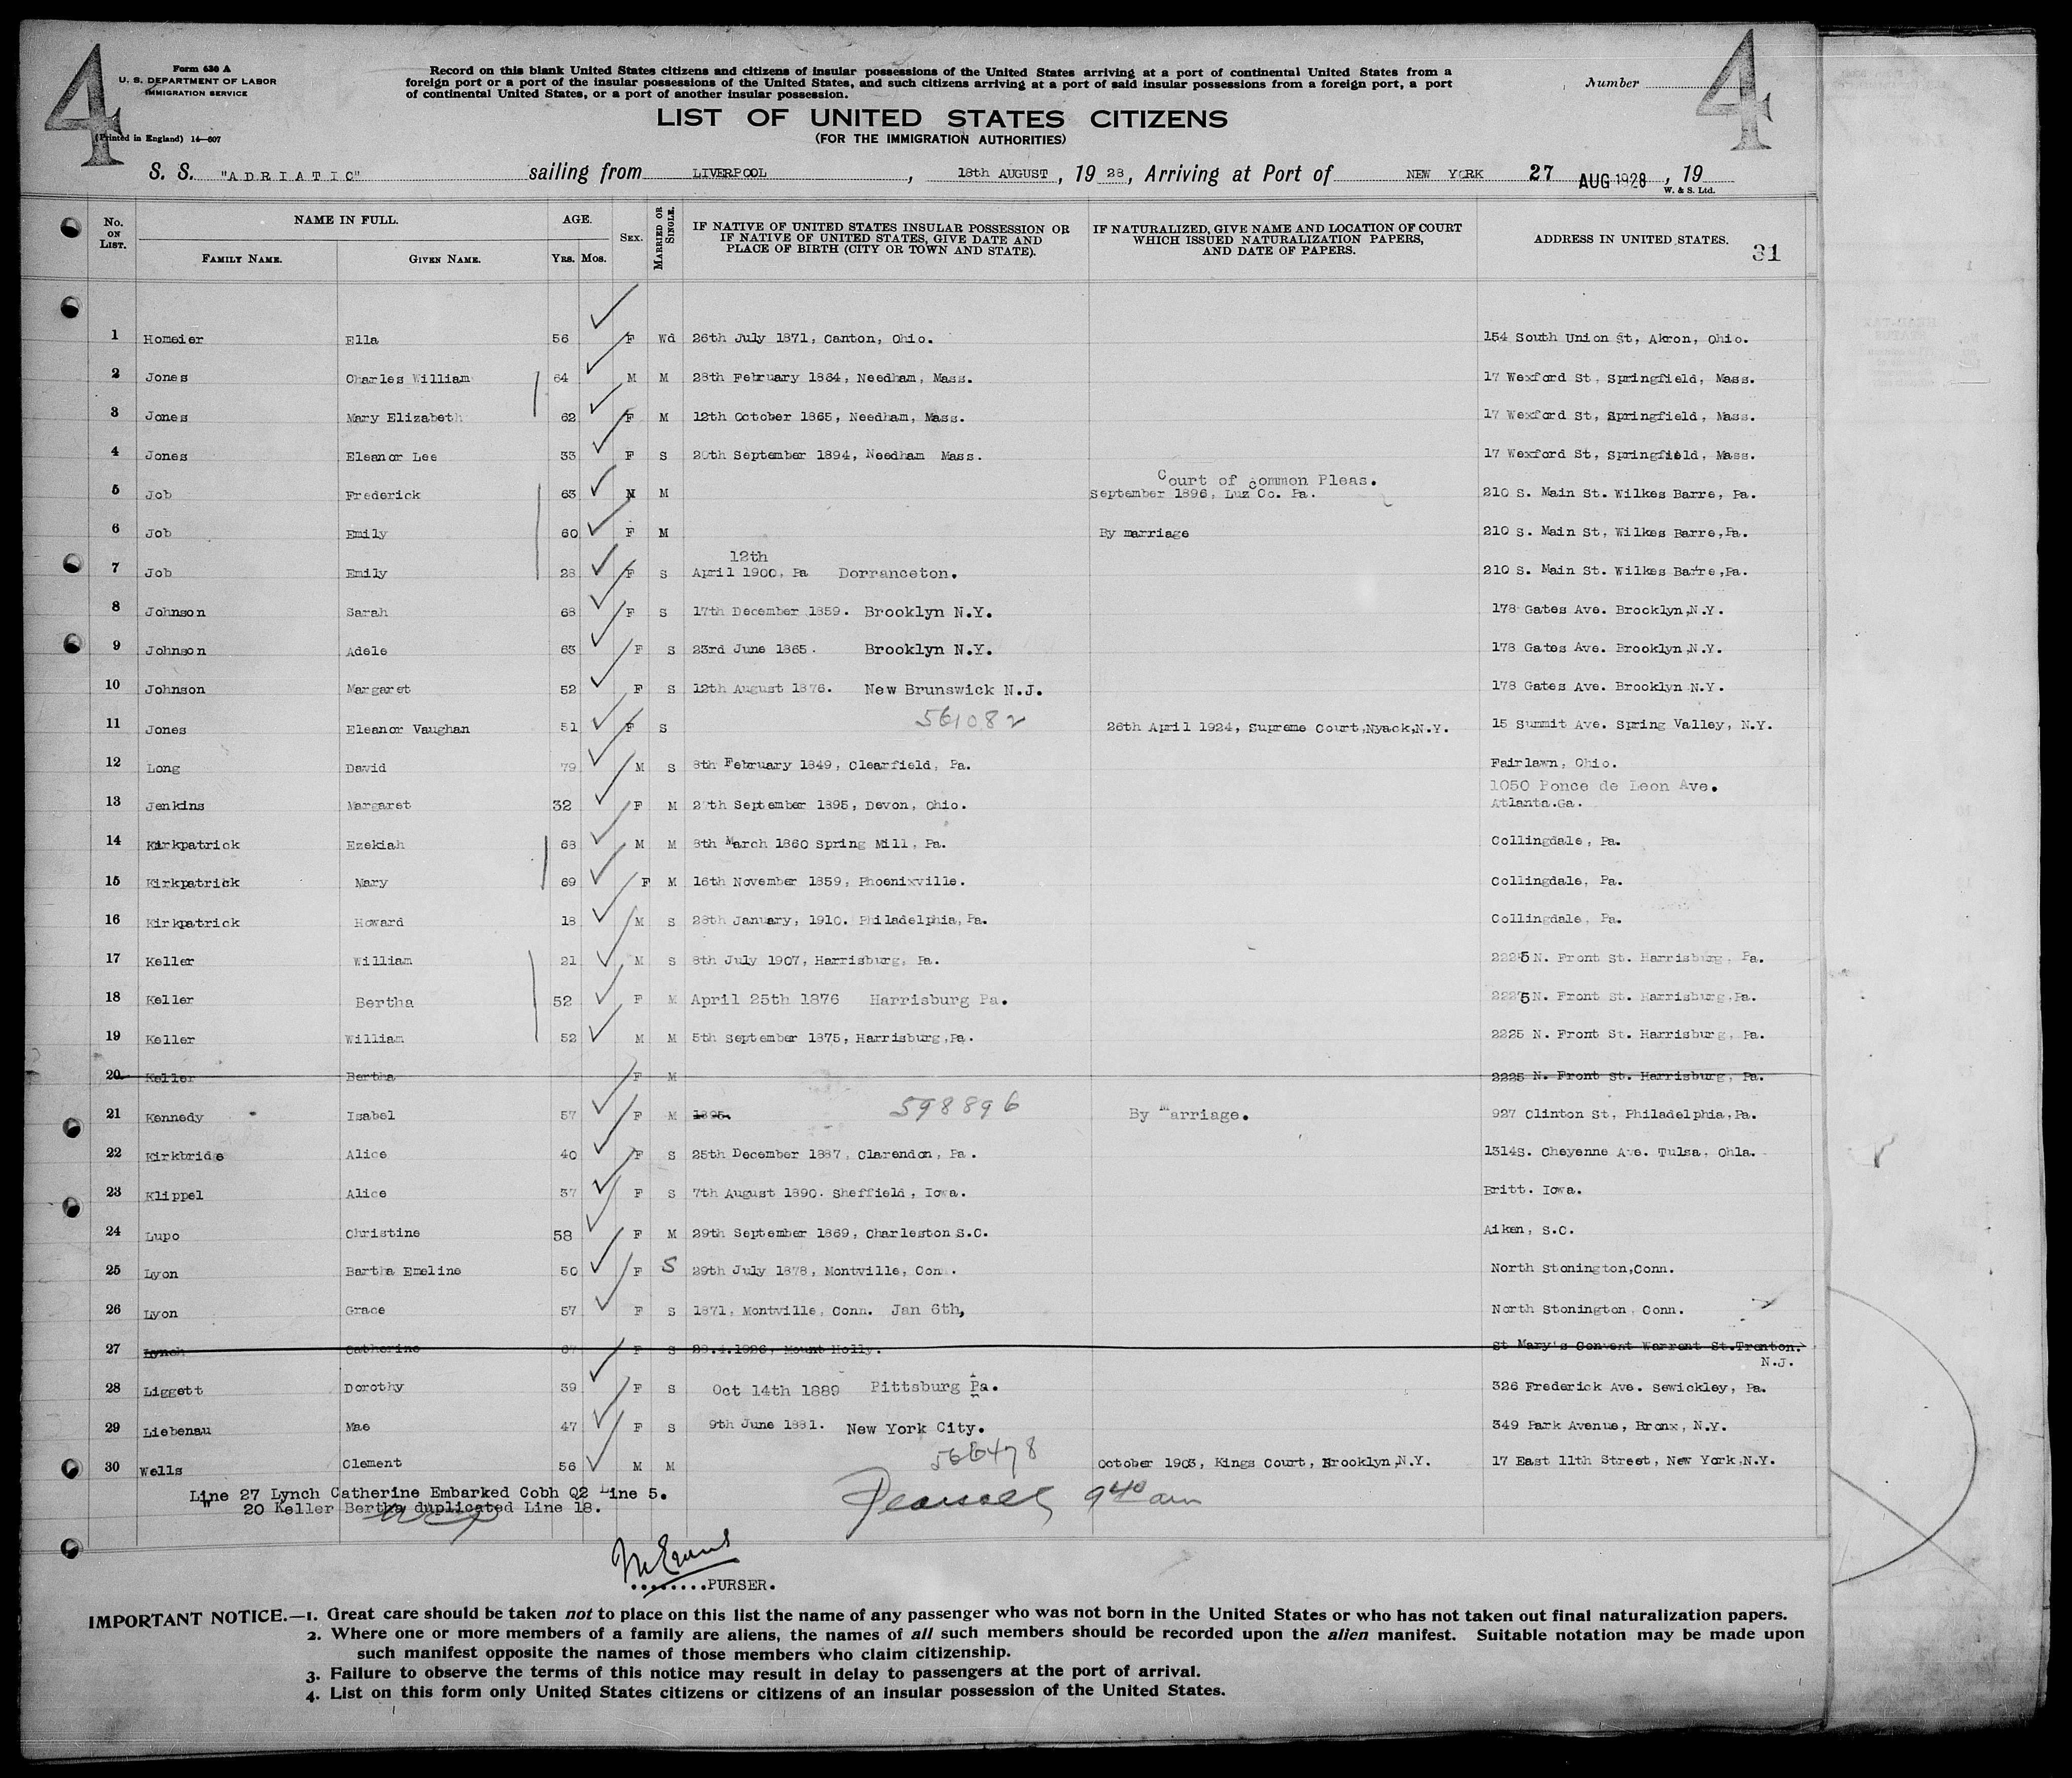 4
Form 630 A
U. S. DEPARTMENT OF LABOR
IMMIGRATION SERVICE
(Printed in England) 14—607
Record on this blank United States citizens and citizens of insular possessions of the United States arriving at a port of continental United States from a
foreign port or a port of the insular possessions of the United States, and such citizens arriving at a port of said insular possessions from a foreign port, a port
of continental United States, or a port of another insular possession.
Number
4
LIST OF UNITED STATES CITIZENS
(FOR THE IMMIGRATION AUTHORITIES)
S. S. "ADRIATIC" sailing from LIVERPOOL, 18th AUGUST, 19 28, Arriving at Port of NEW YORK 27 AUG 1928, 19
W. & S. Ltd.
No. ON LIST. NAME IN FULL. FAMILY NAME. GIVEN NAME. AGE. YRS. MOS. SEX. MARRIED OR SINGLE. IF NATIVE OF UNITED STATES INSULAR POSSESSION OR IF NATIVE OF UNITED STATES, GIVE DATE AND PLACE OF BIRTH (CITY OR TOWN AND STATE). IF NATURALIZED, GIVE NAME AND LOCATION OF COURT WHICH ISSUED NATURALIZATION PAPERS, AND DATE OF PAPERS. ADDRESS IN UNITED STATES. 31
1 Homeier Ella 56 F Wd 26th July 1871, Canton, Ohio. 154 South Union St, Akron, Ohio.
2 Jones Charles William 64 M M 28th February 1864, Needham, Mass. 17 Wexford St, Springfield, Mass.
3 Jones Mary Elizabeth 62 F M 12th October 1865, Needham, Mass. 17 Wexford St, Springfield, Mass.
4 Jones Eleanor Lee 33 F S 20th September 1894, Needham Mass. 17 Wexford St, Springfield, Mass.
5 Job Frederick 63 M M Court of Common Pleas. September 1896, Luz Co. Pa. 210 S. Main St. Wilkes Barre, Pa.
6 Job Emily 60 F M By marriage 210 S. Main St, Wilkes Barre,Pa.
7 Job Emily 28 F S 12th April 1900, Pa Dorranceton. 210 S. Main St. Wilkes Barre,Pa.
8 Johnson Sarah 68 F S 17th December 1859. Brooklyn N.Y. 178 Gates Ave. Brooklyn,N.Y.
9 Johnson Adele 63 F S 23rd June 1865. Brooklyn N.Y. 178 Gates Ave. Brooklyn,N.Y.
10 Johnson Margaret 52 F S 12th August 1876. New Brunswick N.J. 178 Gates Ave. Brooklyn N.Y.
11 Jones Eleanor Vaughan 51 F S 561082 26th April 1924, Supreme Court,Nyack,N.Y. 15 Summit Ave. Spring Valley, N.Y.
12 Long David 79 M S 8th February 1849, Clearfield, Pa. Fairlawn, Ohio.
13 Jenkins Margaret 32 F M 27th September 1895, Devon, Ohio. 1050 Ponce de Leon Ave. Atlanta.Ga.
14 Kirkpatrick Ezekiah 68 M M 8th March 1860 Spring Mill, Pa. Collingdale, Pa.
15 Kirkpatrick Mary 69 F M 16th November 1859, Phoenixville. Collingdale, Pa.
16 Kirkpatrick Howard 18 M S 28th January, 1910. Philadelphia,Pa. Collingdale, Pa.
17 Keller William 21 M S 8th July 1907, Harrisburg, Pa. 2225 N. Front St. Harrisburg, Pa.
18 Keller Bertha 52 F M April 25th 1876 Harrisburg Pa. 2225 N. Front St. Harrisburg,Pa.
19 Keller William 52 M M 5th September 1875, Harrisburg,Pa. 2225 N. Front St. Harrisburg, Pa.
20 Keller Bertha F M 2225 N. Front St. Harrisburg, Pa.
21 Kennedy Isabel 57 F M 1895. 598896 By Marriage. 927 Clinton St, Philadelphia,Pa.
22 Kirkbride Alice 40 F S 25th December 1887, Clarendon, Pa. 1314S. Cheyenne Ave. Tulsa, Ohla.
23 Klippel Alice 37 F S 7th August 1890. Sheffield, Iowa. Britt. Iowa.
24 Lupo Christine 58 F M 29th September 1869, Charleston S.C. Aiken, S.C.
25 Lyon Bartha Emeline 50 F S 29th July 1878, Montville, Conn. North Stonington,Conn.
26 Lyon Grace 57 F S 1871, Montville, Conn. Jan 6th, North Stonington, Conn.
27 Lynch Catherine 67 F S 28.4.1926, Mount Holly. St Mary's Convent Warrent St.Trenton. N.J.
28 Liggett Dorothy 39 F S Oct 14th 1889 Pittsburg Pa. 326 Frederick Ave. Sewickley, Pa.
29 Liebenau Mae 47 F S 9th June 1881. New York City. 349 Park Avenue, Bronx, N.Y.
30 Wells Clement 56 M M 566478 October 1903, Kings Court, Brooklyn,N.Y. 17 East 11th Street, New York,N.Y.
Line 27 Lynch Catherine Embarked Cobh Q2 Line 5.
" 20 Keller Bertha duplicated Line 18.
9 40 am
........PURSER.
IMPORTANT NOTICE.—1. Great care should be taken not to place on this list the name of any passenger who was not born in the United States or who has not taken out final naturalization papers.
2. Where one or more members of a family are aliens, the names of all such members should be recorded upon the alien manifest. Suitable notation may be made upon
such manifest opposite the names of those members who claim citizenship.
3. Failure to observe the terms of this notice may result in delay to passengers at the port of arrival.
4. List on this form only United States citizens or citizens of an insular possession of the United States.